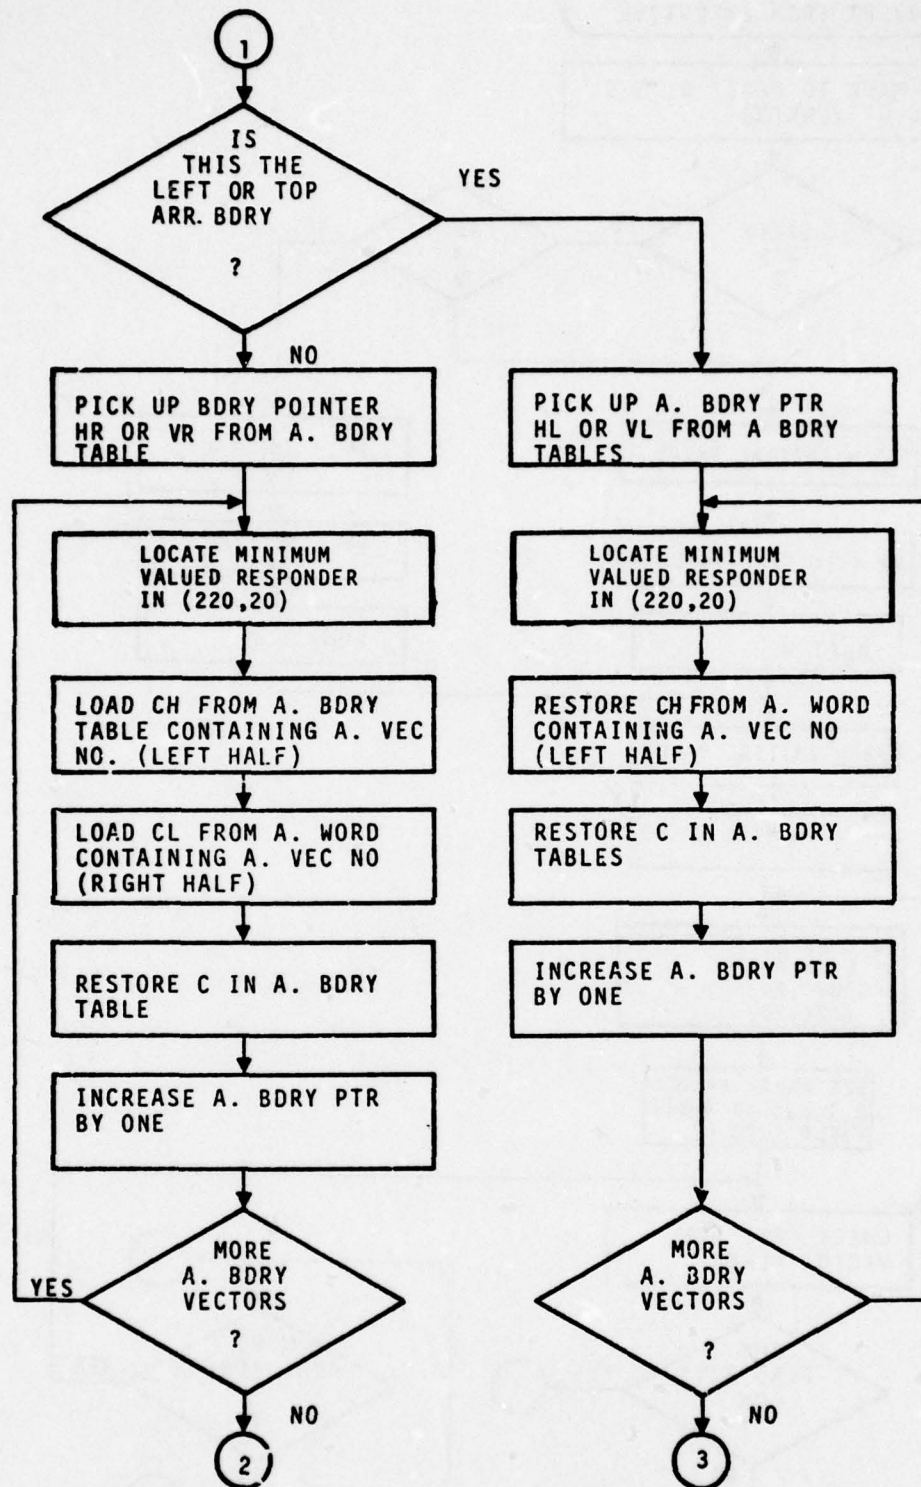 1
IS
THIS THE
LEFT OR TOP
ARR. BDRY
?
YES
NO
PICK UP BDRY POINTER
HR OR VR FROM A. BDRY
TABLE
LOCATE MINIMUM
VALUED RESPONDER
IN (220,20)
LOAD CH FROM A. BDRY
TABLE CONTAINING A. VEC
NO. (LEFT HALF)
LOAD CL FROM A. WORD
CONTAINING A. VEC NO
(RIGHT HALF)
RESTORE C IN A. BDRY
TABLE
INCREASE A. BDRY PTR
BY ONE
MORE
A. BDRY
VECTORS
?
YES
NO
2
PICK UP A. BDRY PTR
HL OR VL FROM A BDRY
TABLES
LOCATE MINIMUM
VALUED RESPONDER
IN (220,20)
RESTORE CH FROM A. WORD
CONTAINING A. VEC NO
(LEFT HALF)
RESTORE C IN A. BDRY
TABLES
INCREASE A. BDRY PTR
BY ONE
MORE
A. BDRY
VECTORS
?
NO
3